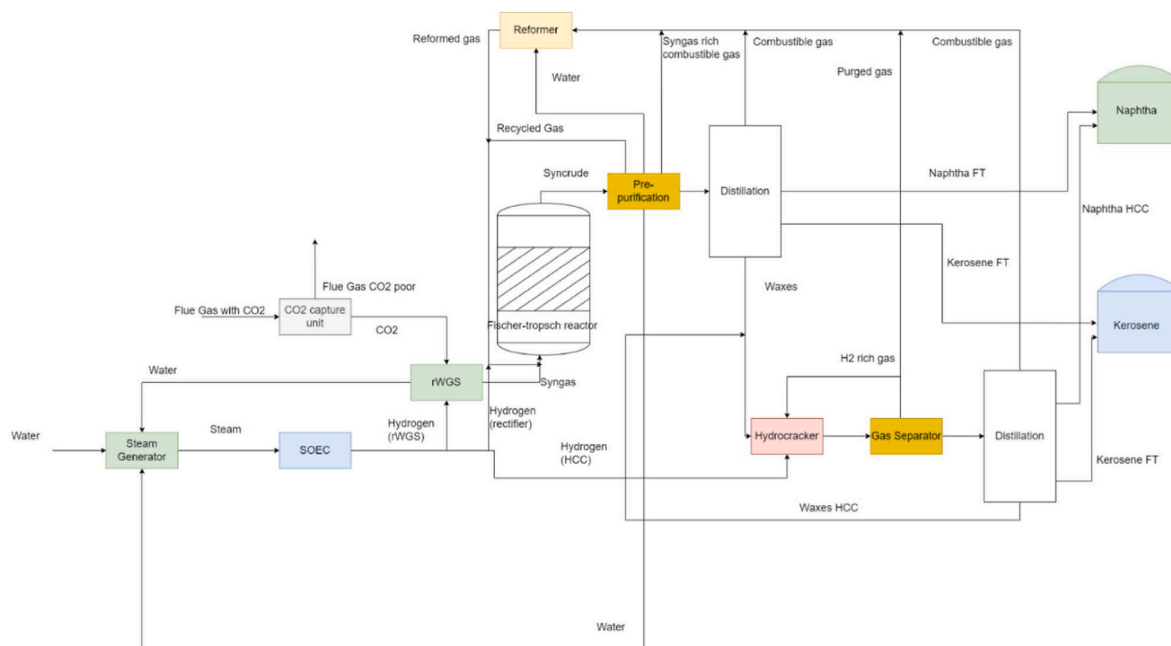 Reformed gas
Reformer
Syngas rich
combustible gas
Combustible gas
Combustible gas
Purged gas
Water
Naphtha
Recycled Gas
Syncrude
Pre-
purification
Distillation
Naphtha FT
Naphtha HCC
Kerosene FT
Waxes
Flue Gas CO2 poor
Flue Gas with CO2
CO2 capture
unit
CO2
Fischer-tropsch reactor
Kerosene
H2 rich gas
Water
rWGS
Syngas
Hydrogen
(rWGS)
Hydrogen
(rectifier)
Water
Steam
Generator
Steam
SOEC
Hydrogen
(HCC)
Hydrocracker
Gas Separator
Distillation
Kerosene FT
Waxes HCC
Water